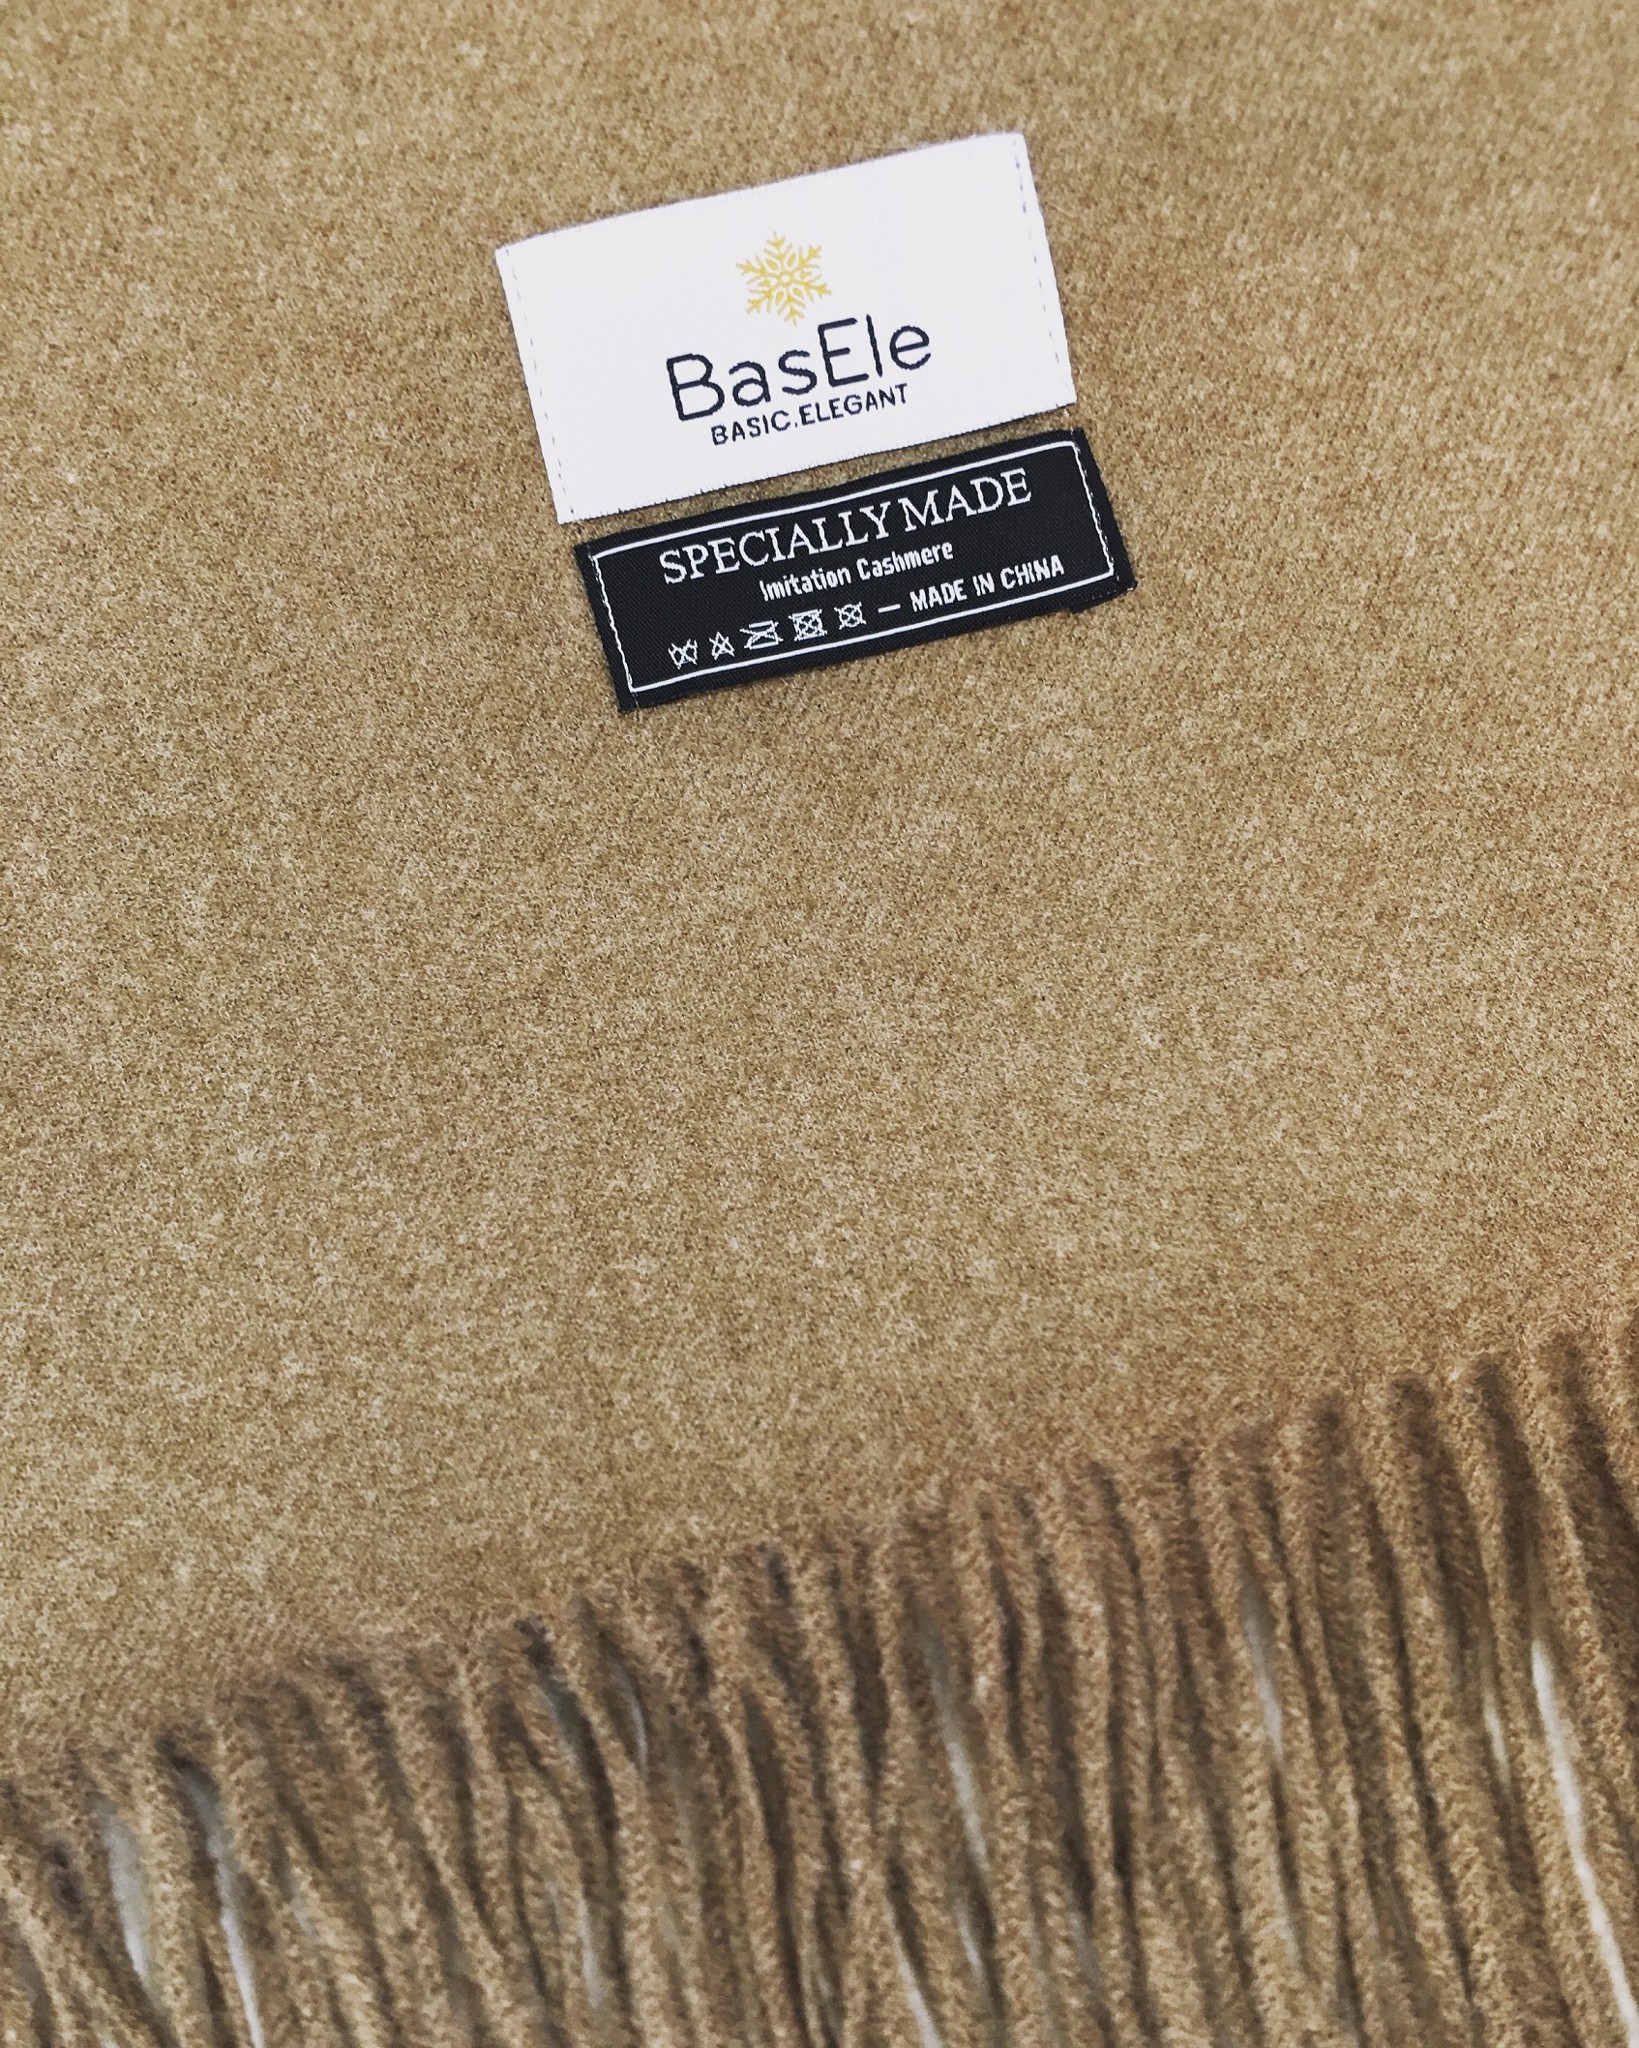 BasEle
BASIC.ELEGANT
SPECIALLY MADE
Imitation Cashmere
— MADE IN CHINA